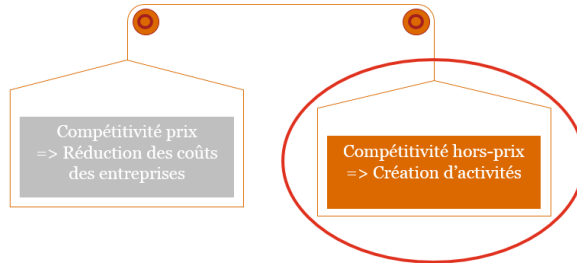 Compétitivité prix
=> Réduction des coûts
des entreprises
Compétitivité hors-prix
=> Création d'activités